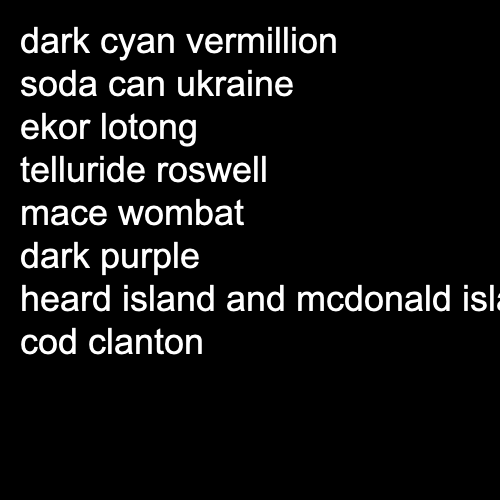 dark cyan vermillion
soda can ukraine
ekor lotong
telluride roswell
mace wombat
dark purple
heard island and mcdonald
cod clanton